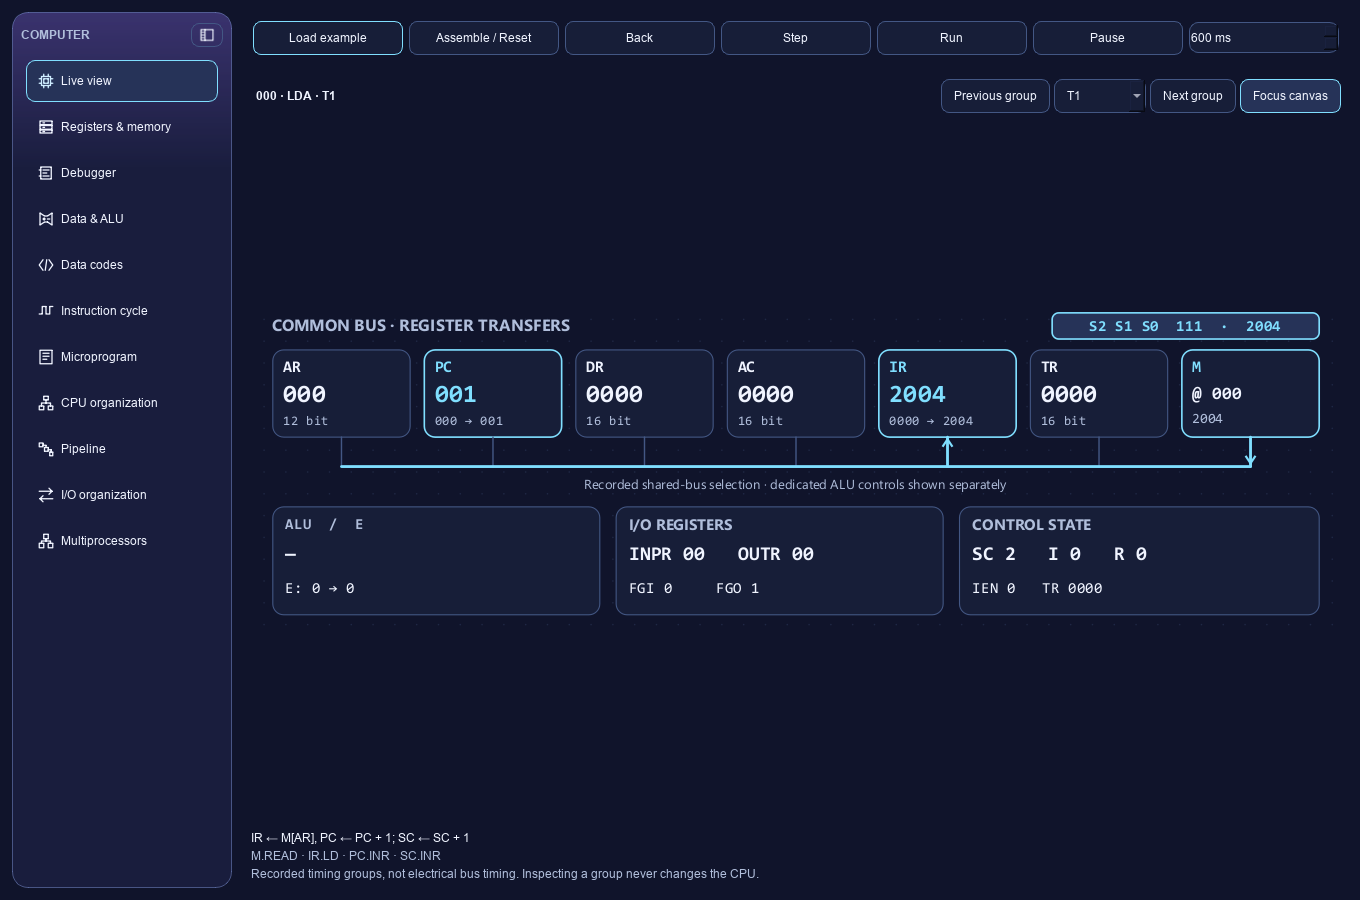 COMPUTER
Live view
Registers & memory
Debugger
Data & ALU
Data codes
Instruction cycle
Microprogram
CPU organization
Pipeline
I/O organization
Multiprocessors
Load example
Assemble / Reset
Back
Step
Run
Pause
600 ms
000 · LDA · T1
Previous group
T1
Next group
Focus canvas
COMMON BUS · REGISTER TRANSFERS
S2 S1 S0 111 · 2004
AR
000
12 bit
PC
001
000 → 001
DR
0000
16 bit
AC
0000
16 bit
IR
2004
0000 → 2004
TR
0000
16 bit
M
@ 000
2004
Recorded shared-bus selection · dedicated ALU controls shown separately
ALU / E
—
E: 0 → 0
I/O REGISTERS
INPR 00 OUTR 00
FGI 0 FGO 1
CONTROL STATE
SC 2 I 0 R 0
IEN 0 TR 0000
IR ← M[AR], PC ← PC + 1; SC ← SC + 1
M.READ · IR.LD · PC.INR · SC.INR
Recorded timing groups, not electrical bus timing. Inspecting a group never changes the CPU.